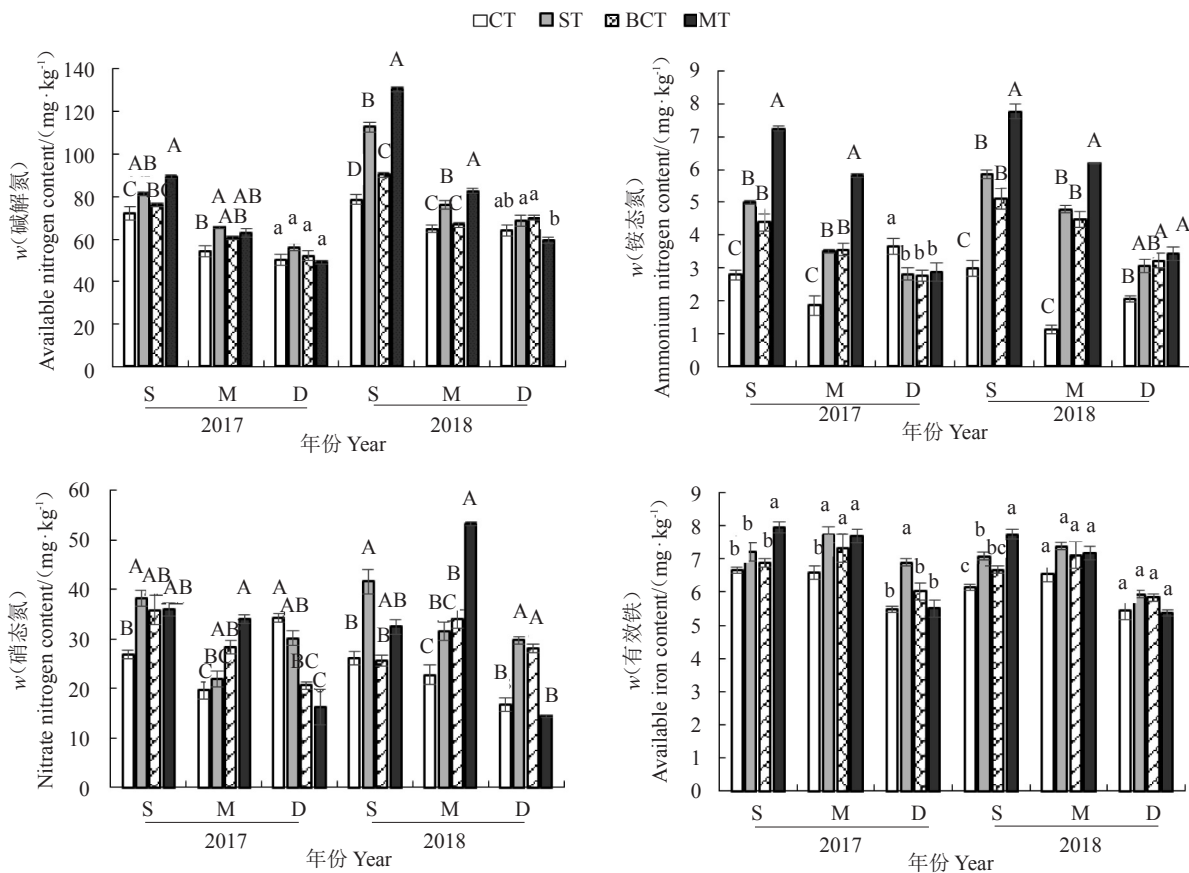 CT ST BCT MT
w(碱解氮)
Available nitrogen content/(mg·kg⁻¹)
140
120
100
80
60
40
20
0
C AB BC A
B A AB AB
a a a a
D B C A
C B C A
ab a a b
S M D S M D
2017 2018
年份 Year
w(铵态氮)
Ammonium nitrogen content/(mg·kg⁻¹)
9
8
7
6
5
4
3
2
1
0
C B B A
C B B A
a b b b
C B B A
C B B A
B AB A A
S M D S M D
2017 2018
年份 Year
w(硝态氮)
Nitrate nitrogen content/(mg·kg⁻¹)
60
50
40
30
20
10
0
B A AB AB
C BC AB A
A AB BC C
B A B AB
C BC B A
B A A B
S M D S M D
2017 2018
年份 Year
w(有效铁)
Available iron content/(mg·kg⁻¹)
9
8
7
6
5
4
3
2
1
0
b b b a
b a a a
b a b b
c b bc a
a a a a
a a a a
S M D S M D
2017 2018
年份 Year